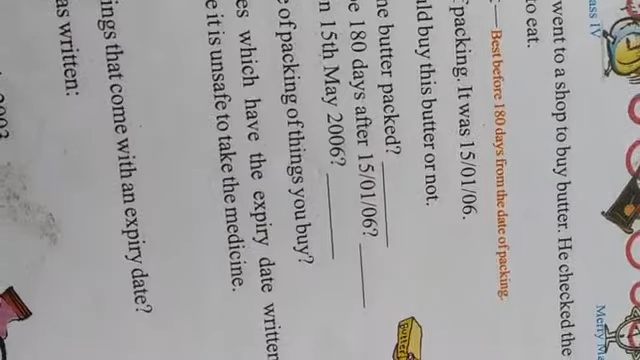 ass IV
Merry Ma
went to a shop to buy butter. He checked the
to eat.
Best before 180 days from the date of packing.
packing. It was 15/01/06.
uld buy this butter or not.
ne butter packed?
be 180 days after 15/01/06?
n 15th May 2006?
e of packing of things you buy?
es which have the expiry date written
e it is unsafe to take the medicine.
ings that come with an expiry date?
as written:
2003
Butter